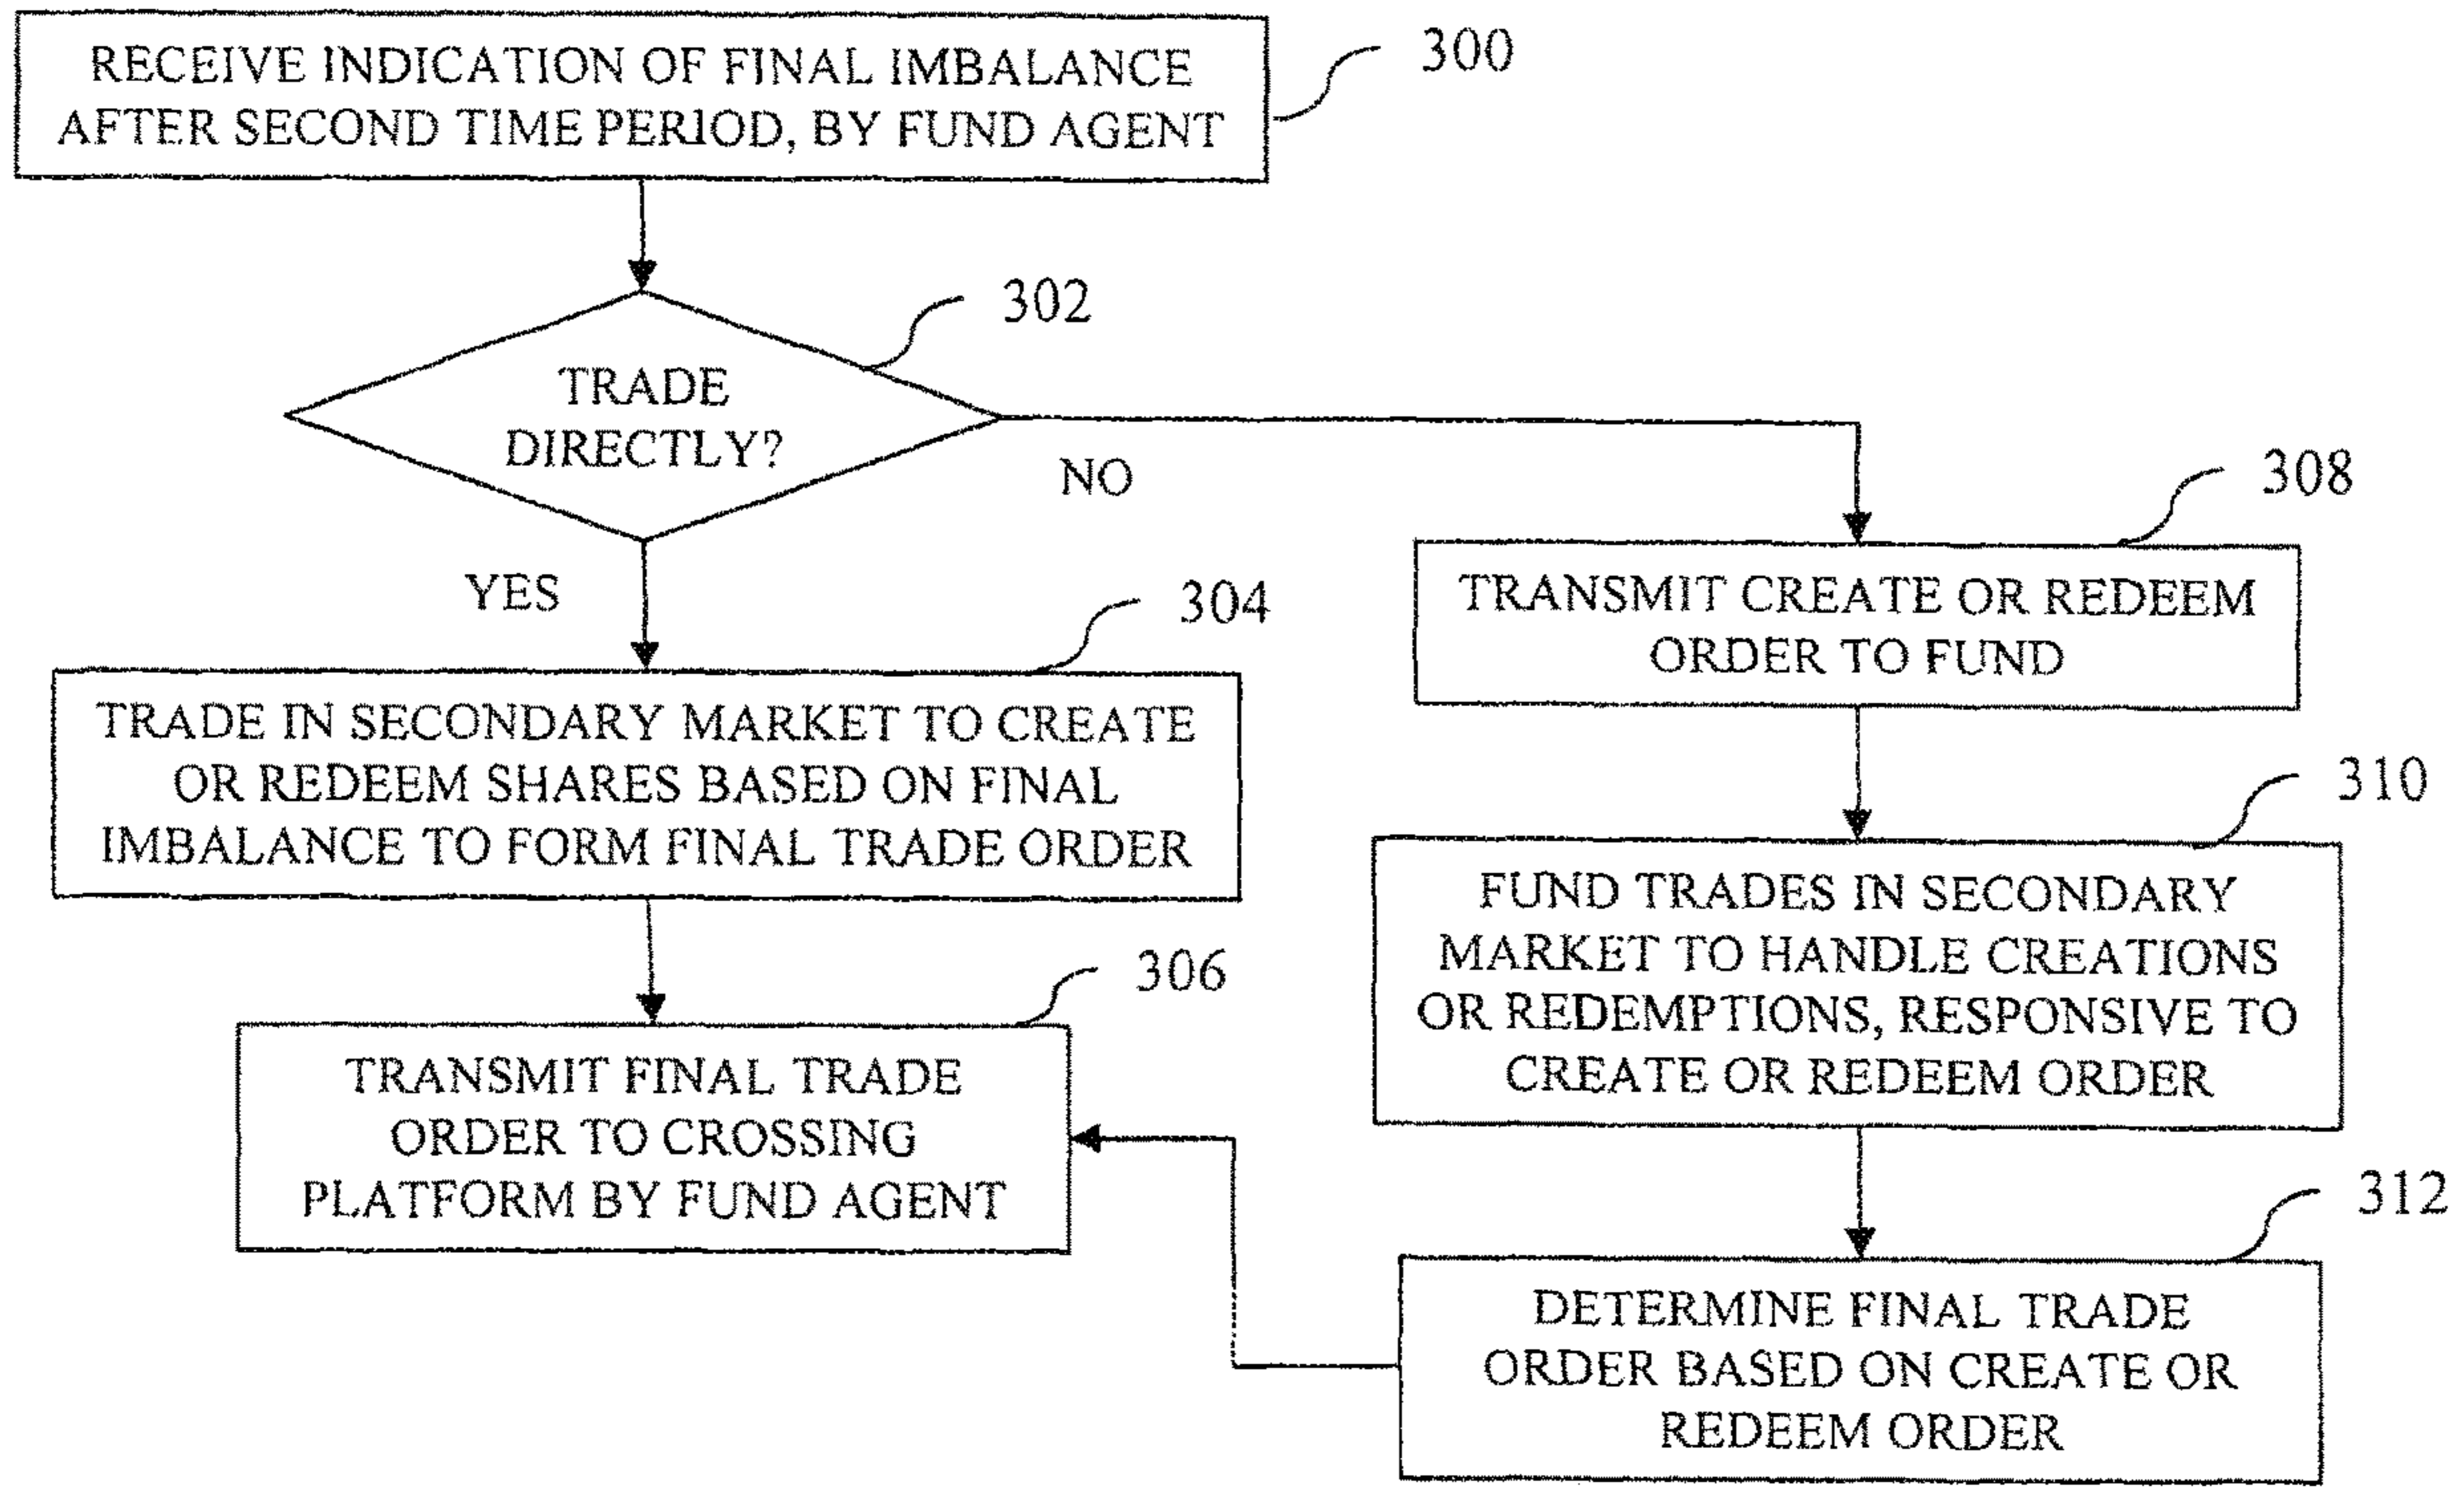 RECEIVE INDICATION OF FINAL IMBALANCE
AFTER SECOND TIME PERIOD, BY FUND AGENT
300
302
TRADE
DIRECTLY?
NO
YES
304
TRADE IN SECONDARY MARKET TO CREATE
OR REDEEM SHARES BASED ON FINAL
IMBALANCE TO FORM FINAL TRADE ORDER
306
TRANSMIT FINAL TRADE
ORDER TO CROSSING
PLATFORM BY FUND AGENT
308
TRANSMIT CREATE OR REDEEM
ORDER TO FUND
310
FUND TRADES IN SECONDARY
MARKET TO HANDLE CREATIONS
OR REDEMPTIONS, RESPONSIVE TO
CREATE OR REDEEM ORDER
312
DETERMINE FINAL TRADE
ORDER BASED ON CREATE OR
REDEEM ORDER